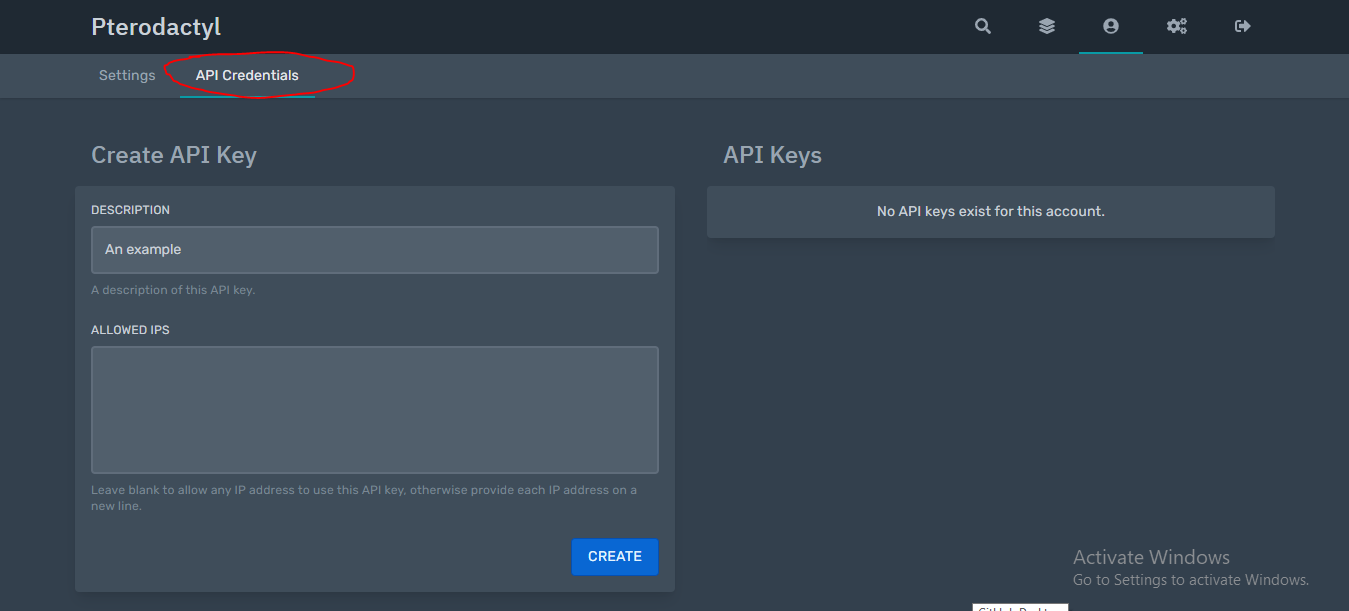 Pterodactyl
Settings
API Credentials
Create API Key
DESCRIPTION
An example
A description of this API key.
ALLOWED IPS
Leave blank to allow any IP address to use this API key, otherwise provide each IP address on a
new line.
CREATE
API Keys
No API keys exist for this account.
Activate Windows
Go to Settings to activate Windows.